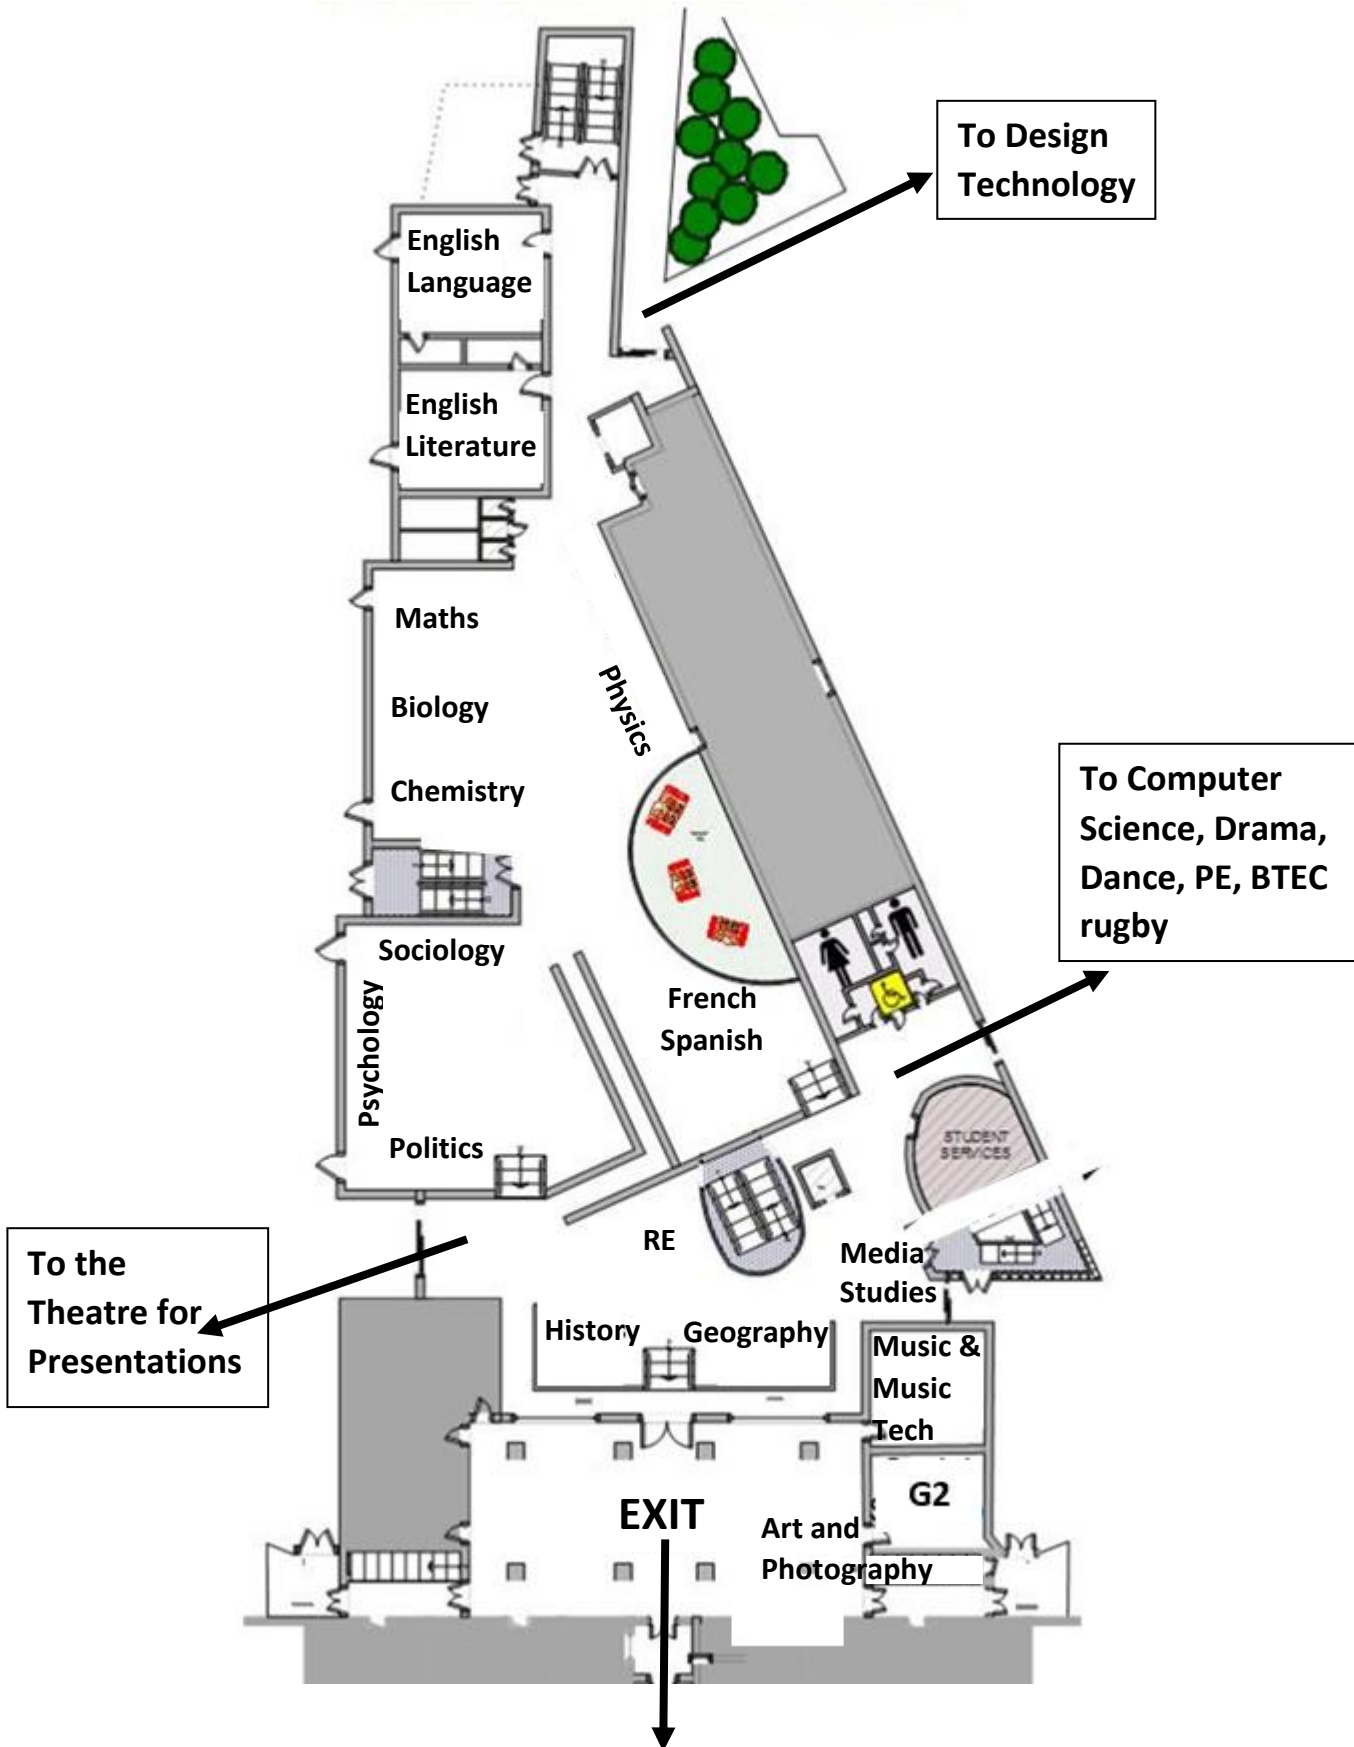 To Design
Technology
English
Language
English
Literature
Maths
Physics
Biology
Chemistry
To Computer
Science, Drama,
Dance, PE, BTEC
rugby
Sociology
Psychology
French
Spanish
Politics
STUDENT
SERVICES
RE
Media
Studies
To the
Theatre for
Presentations
History
Geography
Music &
Music
Tech
G2
EXIT
Art and
Photography